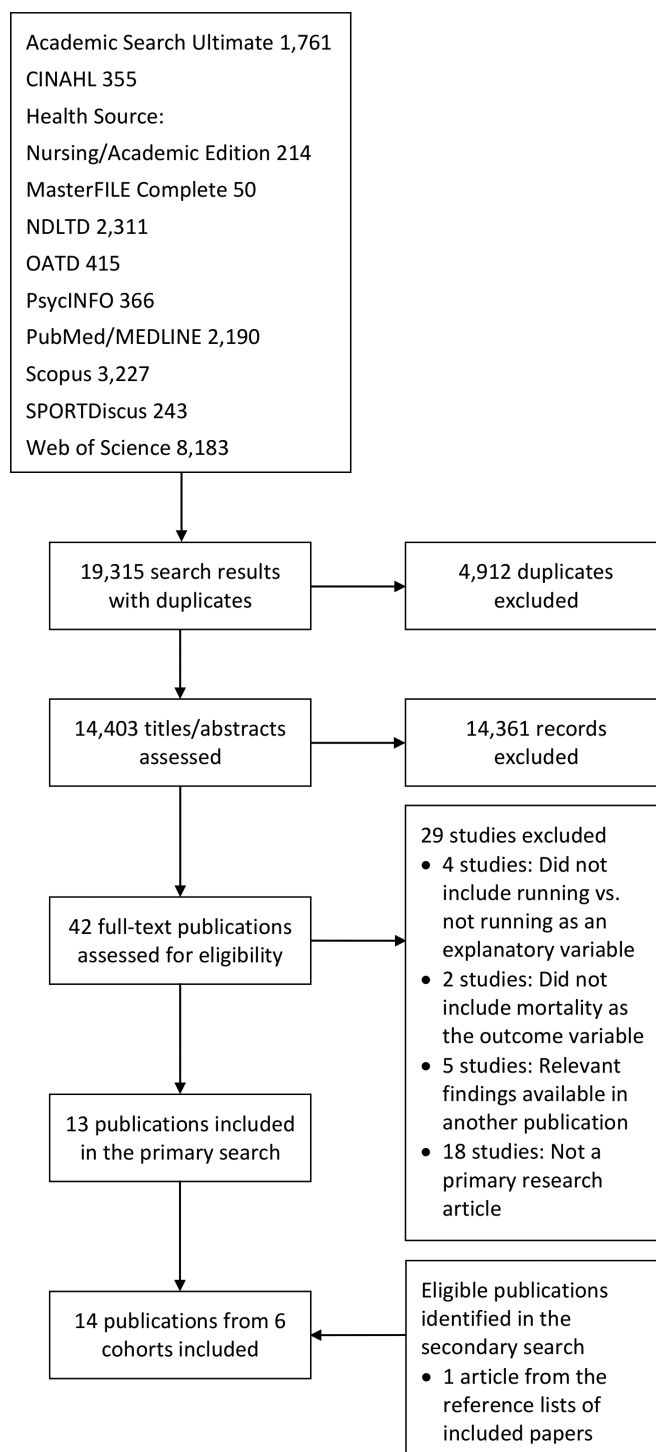 Academic Search Ultimate 1,761
CINAHL 355
Health Source:
Nursing/Academic Edition 214
MasterFILE Complete 50
NDLTD 2,311
OATD 415
PsycINFO 366
PubMed/MEDLINE 2,190
Scopus 3,227
SPORTDiscus 243
Web of Science 8,183
19,315 search results
with duplicates
4,912 duplicates
excluded
14,403 titles/abstracts
assessed
14,361 records
excluded
42 full-text publications
assessed for eligibility
29 studies excluded
• 4 studies: Did not
include running vs.
not running as an
explanatory variable
• 2 studies: Did not
include mortality as
the outcome variable
• 5 studies: Relevant
findings available in
another publication
• 18 studies: Not a
primary research
article
13 publications included
in the primary search
14 publications from 6
cohorts included
Eligible publications
identified in the
secondary search
• 1 article from the
reference lists of
included papers